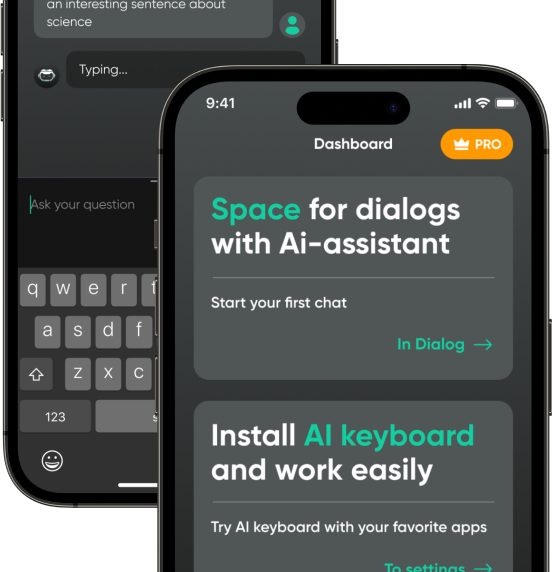 an interesting sentence about
science
Typing...
Ask your question
q w e r t
a s d f
z x c
123
9:41
Dashboard
PRO
Space for dialogs
with Ai-assistant
Start your first chat
In Dialog →
Install AI keyboard
and work easily
Try AI keyboard with your favorite apps
To settings →